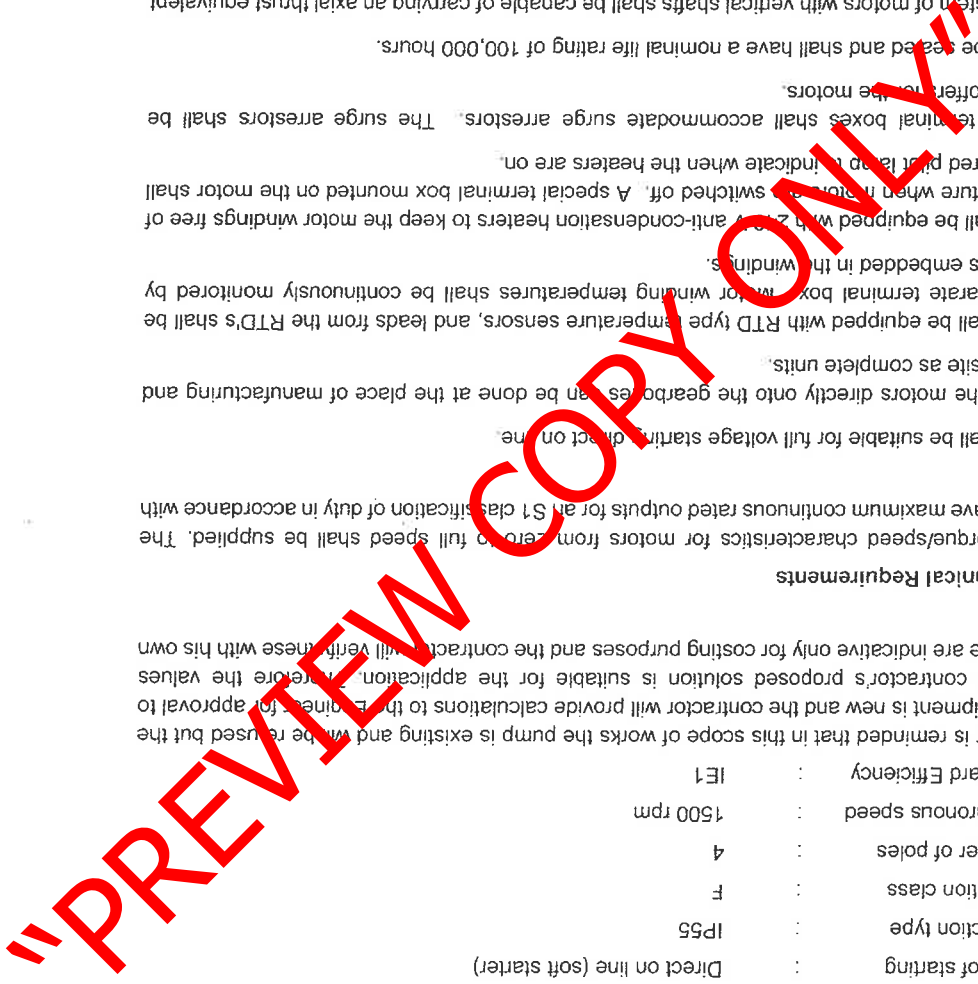 of starting : Direct on line (soft starter)
ction type : IP55
tion class : F
er of poles : 4
ronous speed : 1500 rpm
ard Efficiency : IE1
r is reminded that in this scope of works the pump is existing and will be reused but the
ipment is new and the contractor will provide calculations to the Engineer for approval to
contractor's proposed solution is suitable for the application. Therefore the values
e are indicative only for costing purposes and the contractor will verify these with his own
nical Requirements
rque/speed characteristics for motors from zero to full speed shall be supplied. The
ave maximum continuous rated outputs for an S1 classification of duty in accordance with
all be suitable for full voltage starting direct on line.
he motors directly onto the gearboxes can be done at the place of manufacturing and
site as complete units.
all be equipped with RTD type temperature sensors, and leads from the RTD's shall be
arate terminal box. Motor winding temperatures shall be continuously monitored by
s embedded in the windings.
all be equipped with anti-condensation heaters to keep the motor windings free of
ture when motors are switched off. A special terminal box mounted on the motor shall
red pilot lamp to indicate when the heaters are on.
terminal boxes shall accommodate surge arrestors. The surge arrestors shall be
offers for the motors.
be sealed and shall have a nominal life rating of 100,000 hours.
tem of motors with vertical shafts shall be capable of carrying an axial thrust equivalent
"PREVIEW COPY ONLY"